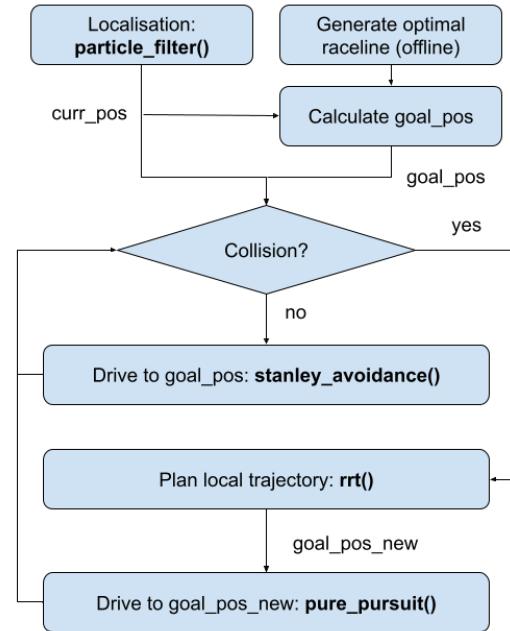 Localisation:
particle_filter()
Generate optimal
raceline (offline)
curr_pos
Calculate goal_pos
goal_pos
Collision?
yes
no
Drive to goal_pos: stanley_avoidance()
Plan local trajectory: rrt()
goal_pos_new
Drive to goal_pos_new: pure_pursuit()